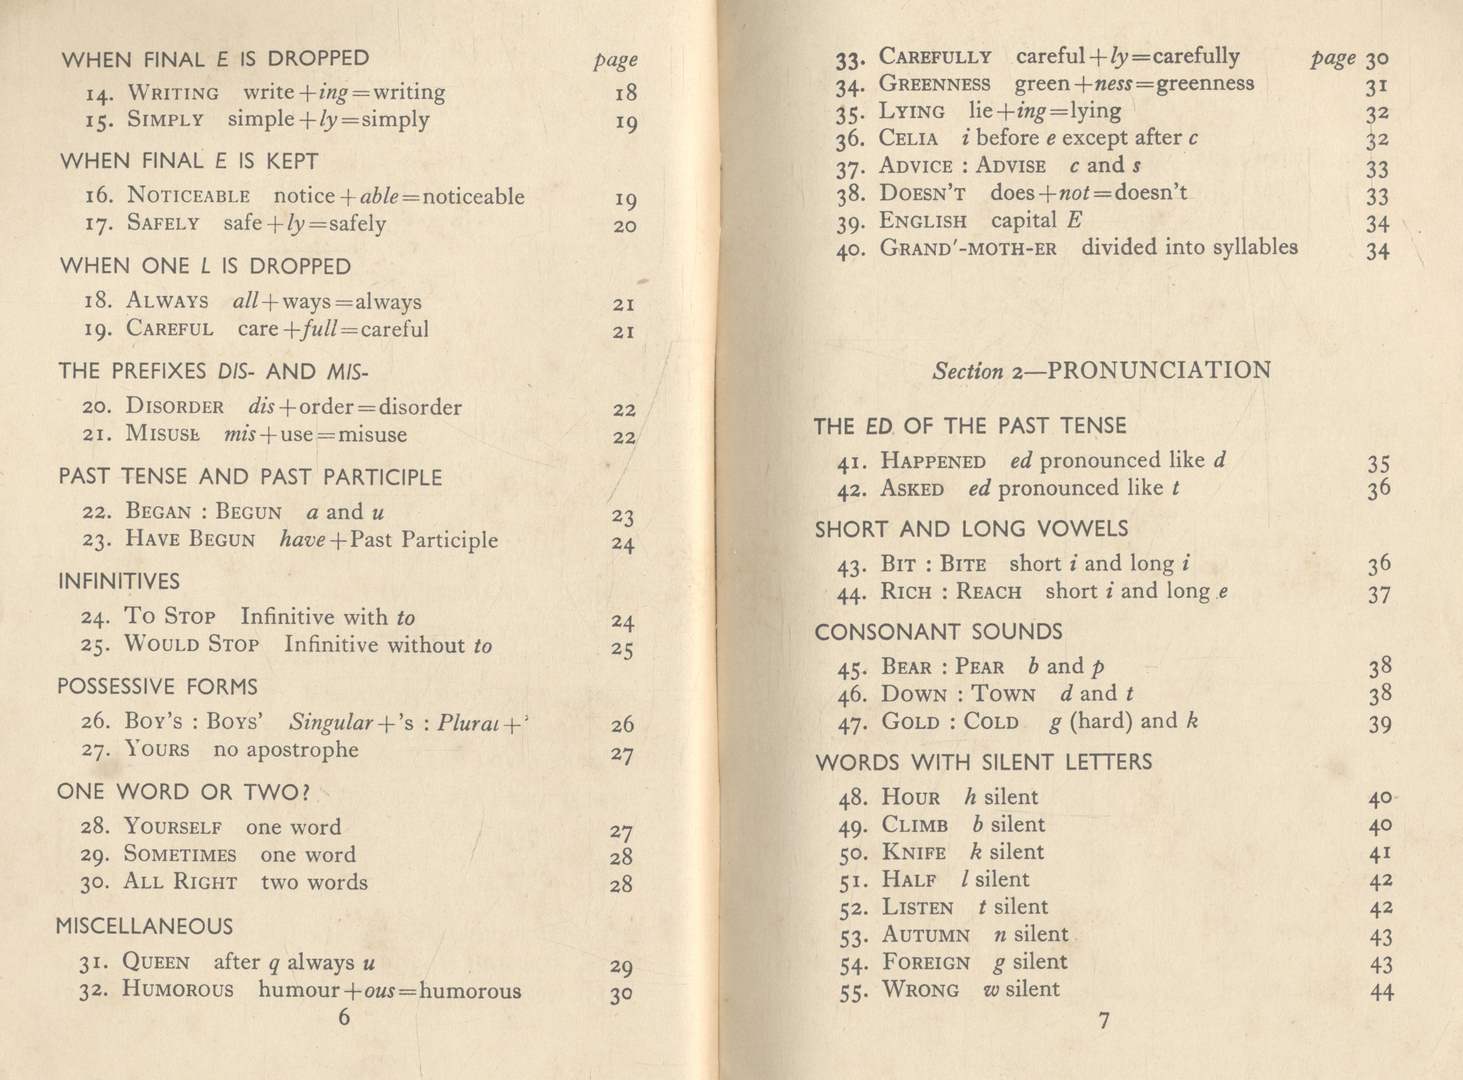 WHEN FINAL E IS DROPPED page
14. WRITING write+ing=writing 18
15. SIMPLY simple+ly=simply 19
WHEN FINAL E IS KEPT
16. NOTICEABLE notice+able=noticeable 19
17. SAFELY safe+ly=safely 20
WHEN ONE L IS DROPPED
18. ALWAYS all+ways=always 21
19. CAREFUL care+full=careful 21
THE PREFIXES DIS- AND MIS-
20. DISORDER dis+order=disorder 22
21. MISUSE mis+use=misuse 22
PAST TENSE AND PAST PARTICIPLE
22. BEGAN : BEGUN a and u 23
23. HAVE BEGUN have+Past Participle 24
INFINITIVES
24. TO STOP Infinitive with to 24
25. WOULD STOP Infinitive without to 25
POSSESSIVE FORMS
26. BOY'S : BOYS' Singular+'s : Plural+' 26
27. YOURS no apostrophe 27
ONE WORD OR TWO?
28. YOURSELF one word 27
29. SOMETIMES one word 28
30. ALL RIGHT two words 28
MISCELLANEOUS
31. QUEEN after q always u 29
32. HUMOROUS humour+ous=humorous 30
6
33. CAREFULLY careful+ly=carefully page 30
34. GREENNESS green+ness=greenness 31
35. LYING lie+ing=lying 32
36. CELIA i before e except after c 32
37. ADVICE : ADVISE c and s 33
38. DOESN'T does+not=doesn't 33
39. ENGLISH capital E 34
40. GRAND'-MOTH-ER divided into syllables 34
Section 2—PRONUNCIATION
THE ED OF THE PAST TENSE
41. HAPPENED ed pronounced like d 35
42. ASKED ed pronounced like t 36
SHORT AND LONG VOWELS
43. BIT : BITE short i and long i 36
44. RICH : REACH short i and long e 37
CONSONANT SOUNDS
45. BEAR : PEAR b and p 38
46. DOWN : TOWN d and t 38
47. GOLD : COLD g (hard) and k 39
WORDS WITH SILENT LETTERS
48. HOUR h silent 40
49. CLIMB b silent 40
50. KNIFE k silent 41
51. HALF l silent 42
52. LISTEN t silent 42
53. AUTUMN n silent 43
54. FOREIGN g silent 43
55. WRONG w silent 44
7